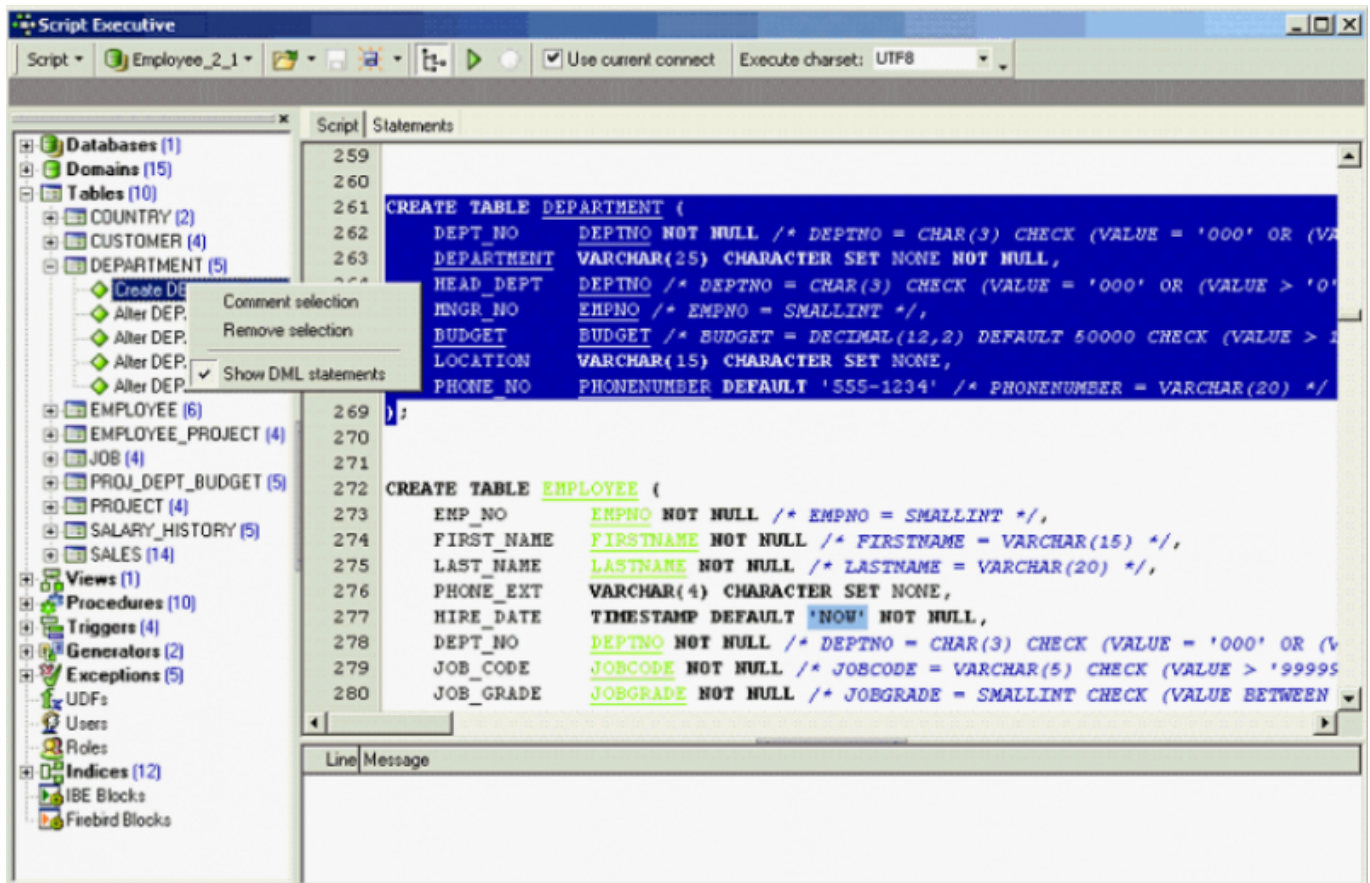 Script Executive
Script Employee_2_1 Use current connect Execute charset: UTF8
Databases (1)
Domains (15)
Tables (10)
COUNTRY (2)
CUSTOMER (4)
DEPARTMENT (5)
Create DE
Alter DEP.
Alter DEP.
Alter DEP.
Alter DEP.
EMPLOYEE (6)
EMPLOYEE_PROJECT (4)
JOB (4)
PROJ_DEPT_BUDGET (5)
PROJECT (4)
SALARY_HISTORY (5)
SALES (14)
Views (1)
Procedures (10)
Triggers (4)
Generators (2)
Exceptions (5)
UDFs
Users
Roles
Indices (12)
IBE Blocks
Firebird Blocks
Comment selection
Remove selection
Show DML statements
Script Statements
259
260
261 CREATE TABLE DEPARTMENT (
262 DEPT_NO DEPTNO NOT NULL /* DEPTNO = CHAR(3) CHECK (VALUE = '000' OR (VA
263 DEPARTMENT VARCHAR(25) CHARACTER SET NONE NOT NULL,
HEAD_DEPT DEPTNO /* DEPTNO = CHAR(3) CHECK (VALUE = '000' OR (VALUE > '0'
MNGR_NO EMPNO /* EMPNO = SMALLINT */,
BUDGET BUDGET /* BUDGET = DECIMAL(12,2) DEFAULT 50000 CHECK (VALUE > 1
LOCATION VARCHAR(15) CHARACTER SET NONE,
PHONE_NO PHONENUMBER DEFAULT '555-1234' /* PHONENUMBER = VARCHAR(20) */
269 );
270
271
272 CREATE TABLE EMPLOYEE (
273 EMP_NO EMPNO NOT NULL /* EMPNO = SMALLINT */,
274 FIRST_NAME FIRSTNAME NOT NULL /* FIRSTNAME = VARCHAR(15) */,
275 LAST_NAME LASTNAME NOT NULL /* LASTNAME = VARCHAR(20) */,
276 PHONE_EXT VARCHAR(4) CHARACTER SET NONE,
277 HIRE_DATE TIMESTAMP DEFAULT 'NOW' NOT NULL,
278 DEPT_NO DEPTNO NOT NULL /* DEPTNO = CHAR(3) CHECK (VALUE = '000' OR (V
279 JOB_CODE JOBCODE NOT NULL /* JOBCODE = VARCHAR(5) CHECK (VALUE > '99999
280 JOB_GRADE JOBGRADE NOT NULL /* JOBGRADE = SMALLINT CHECK (VALUE BETWEEN
Line Message